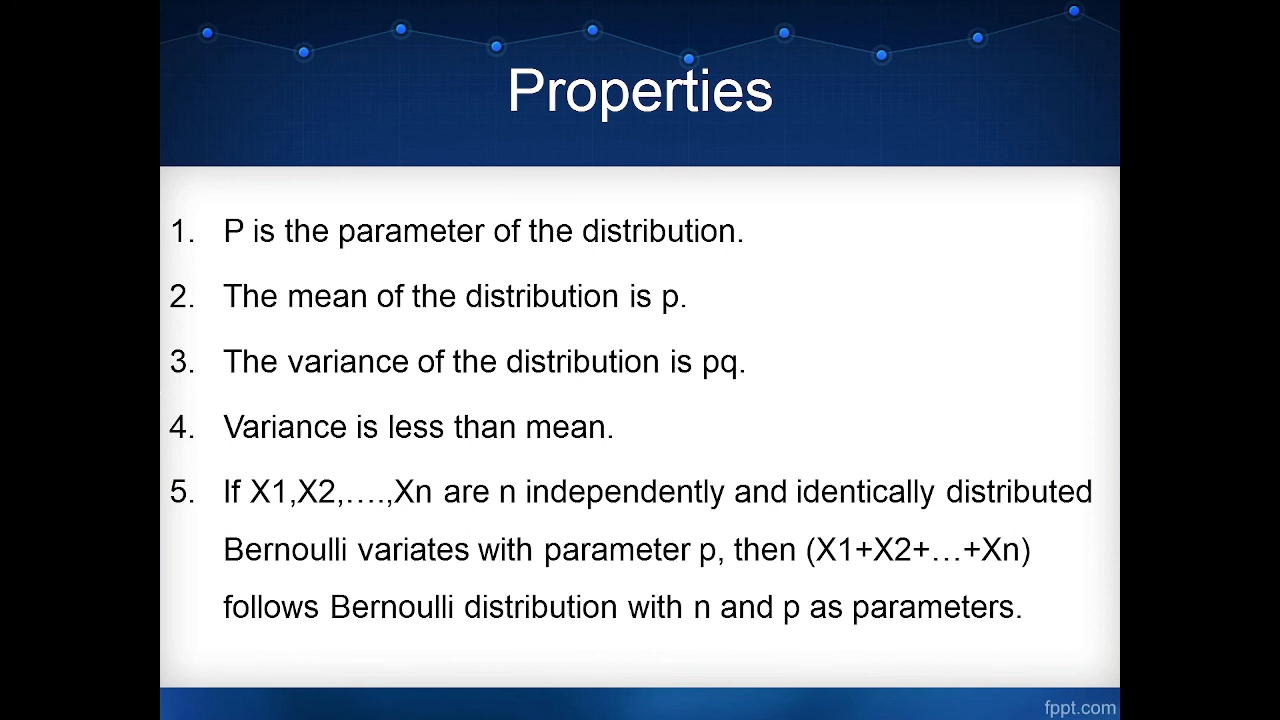 Properties
1. P is the parameter of the distribution.
2. The mean of the distribution is p.
3. The variance of the distribution is pq.
4. Variance is less than mean.
5. If X1,X2,….,Xn are n independently and identically distributed
Bernoulli variates with parameter p, then (X1+X2+…+Xn)
follows Bernoulli distribution with n and p as parameters.
fppt.com